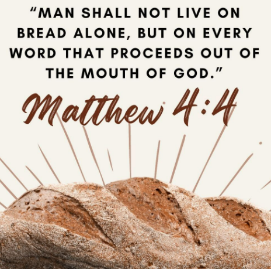 “MAN SHALL NOT LIVE ON
BREAD ALONE, BUT ON EVERY
WORD THAT PROCEEDS OUT OF
THE MOUTH OF GOD.”
Matthew 4:4